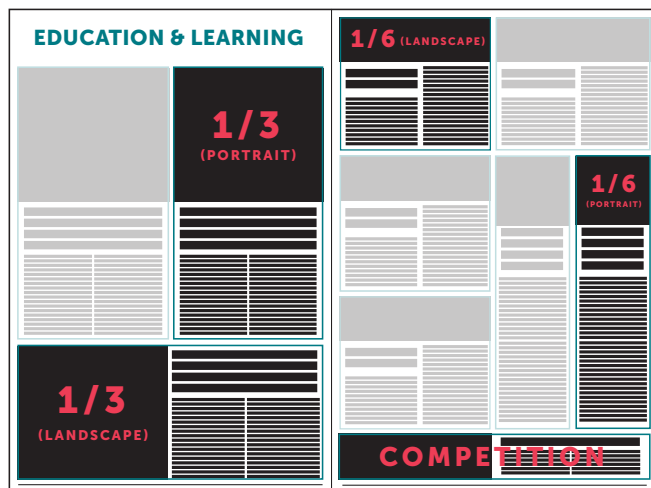 EDUCATION & LEARNING
1/3
(PORTRAIT)
1/3
(LANDSCAPE)
1/6 (LANDSCAPE)
1/6
(PORTRAIT)
COMPETITION